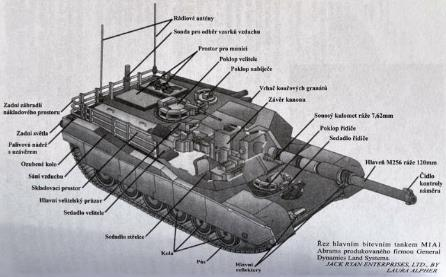 Rádiové antény
Sonda pro odběr vzorků vzduchu
Prostor pro munici
Poklop velitele
Poklop nabíječe
Vrhač kouřových granátů
Závěr kanonu
Souosý kulomet ráže 7,62mm
Poklop řidiče
Sedadlo řidiče
Hlaveň M256 ráže 120mm
Čidlo
kontroly
náměru
Zadní zábradlí
nákladového prostoru
Zadní světla
Palivová nádrž
s uzávěrem
Ozubené kolo
Sání vzduchu
Skladovací prostor
Hlavní velitelský průzor
Sedadlo velitele
Sedadlo střelce
Kola
Pás
Hlavní
reflektory
Řez hlavním bitevním tankem M1A1
Abrams produkovaného firmou General
Dynamics Land Systems.
JACK RYAN ENTERPRISES, LTD., BY
LAURA ALPHER